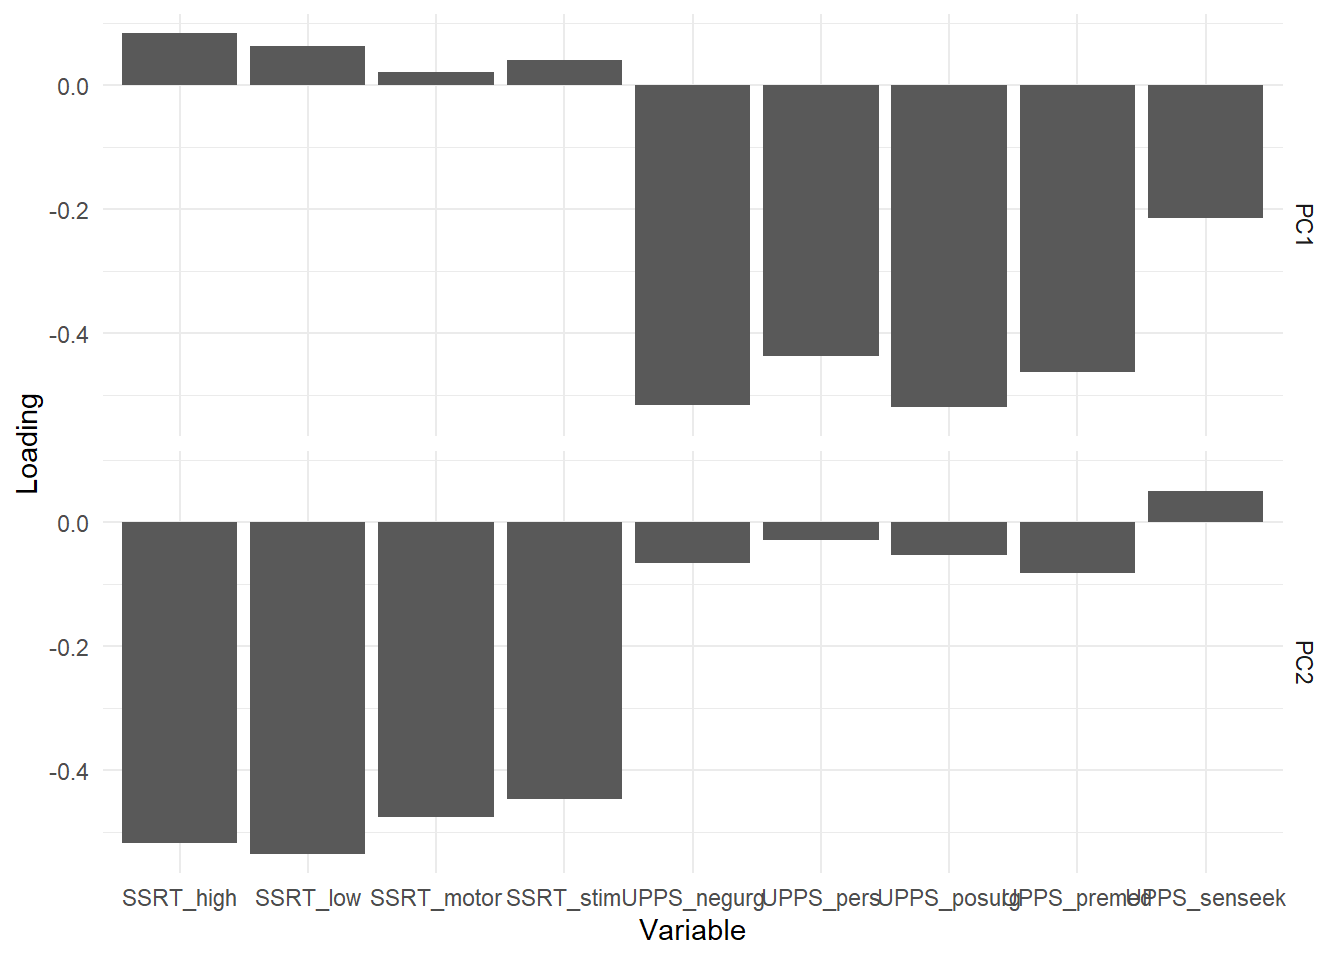 0.0
-0.2
-0.4
PC1
Loading
0.0
-0.2
-0.4
PC2
SSRT_high SSRT_low SSRT_motor SSRT_stim UPPS_negurg UPPS_pers UPPS_posurg UPPS_premed UPPS_senseek
Variable